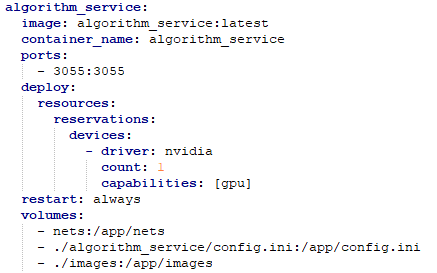 algorithm_service:
  image: algorithm_service:latest
  container_name: algorithm_service
  ports:
    - 3055:3055
  deploy:
    resources:
      reservations:
        devices:
          - driver: nvidia
            count: 1
            capabilities: [gpu]
  restart: always
  volumes:
    - nets:/app/nets
    - ./algorithm_service/config.ini:/app/config.ini
    - ./images:/app/images